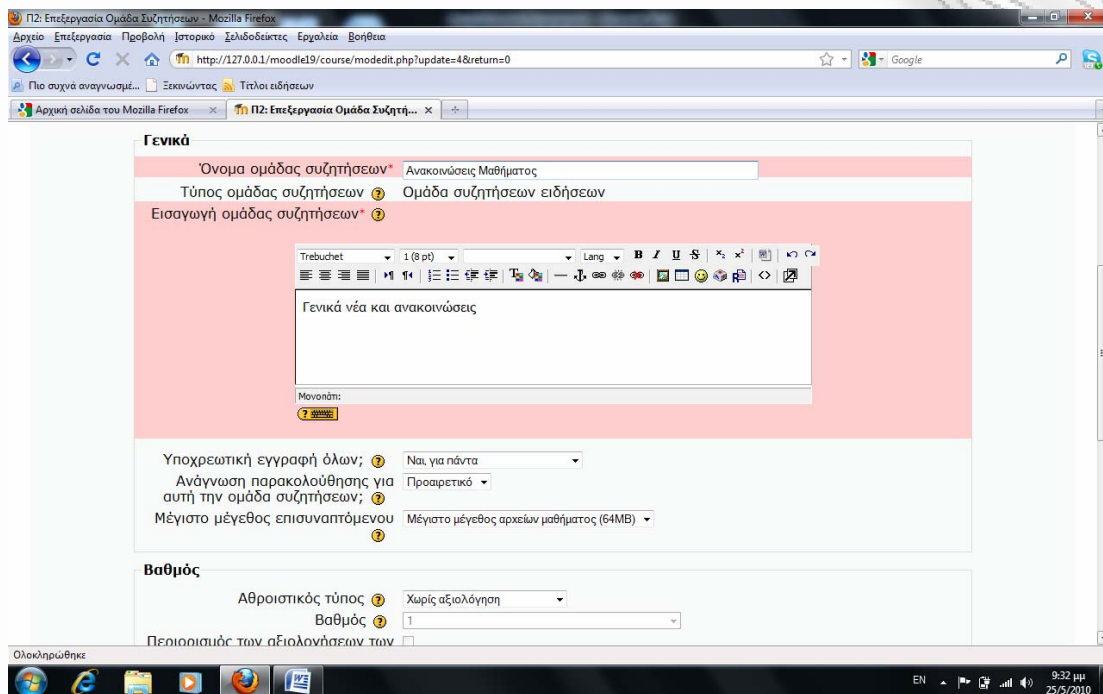 Π2: Επεξεργασία Ομάδα Συζητήσεων - Mozilla Firefox
Αρχείο Επεξεργασία Προβολή Ιστορικό Σελιδοδείκτες Εργαλεία Βοήθεια
http://127.0.0.1/moodle19/course/modedit.php?update=4&return=0
Google
Πιο συχνά αναγνωσμέ... Ξεκινώντας Τίτλοι ειδήσεων
Αρχική σελίδα του Mozilla Firefox Π2: Επεξεργασία Ομάδα Συζητή...
Γενικά
Όνομα ομάδας συζητήσεων* Ανακοινώσεις Μαθήματος
Τύπος ομάδας συζητήσεων ? Ομάδα συζητήσεων ειδήσεων
Εισαγωγή ομάδας συζητήσεων* ?
Trebuchet 1 (8 pt) Lang B I U S x₂ x²
Γενικά νέα και ανακοινώσεις
Μονοπάτι:
?
Υποχρεωτική εγγραφή όλων; ? Ναι, για πάντα
Ανάγνωση παρακολούθησης για Προαιρετικό
αυτή την ομάδα συζητήσεων; ?
Μέγιστο μέγεθος επισυναπτόμενου Μέγιστο μέγεθος αρχείων μαθήματος (64MB)
?
Βαθμός
Αθροιστικός τύπος ? Χωρίς αξιολόγηση
Βαθμός ? 1
Περιορισμός των αξιολογήσεων των
Ολοκληρώθηκε
EN 9:32 μμ
25/5/2010